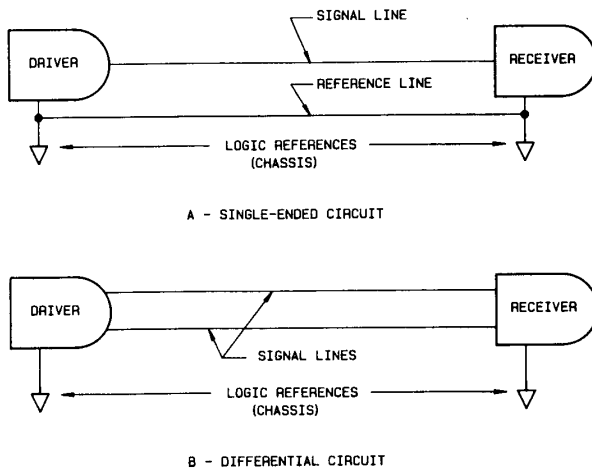 SIGNAL LINE
DRIVER
RECEIVER
REFERENCE LINE
LOGIC REFERENCES
(CHASSIS)
A - SINGLE-ENDED CIRCUIT
DRIVER
RECEIVER
SIGNAL LINES
LOGIC REFERENCES
(CHASSIS)
B - DIFFERENTIAL CIRCUIT